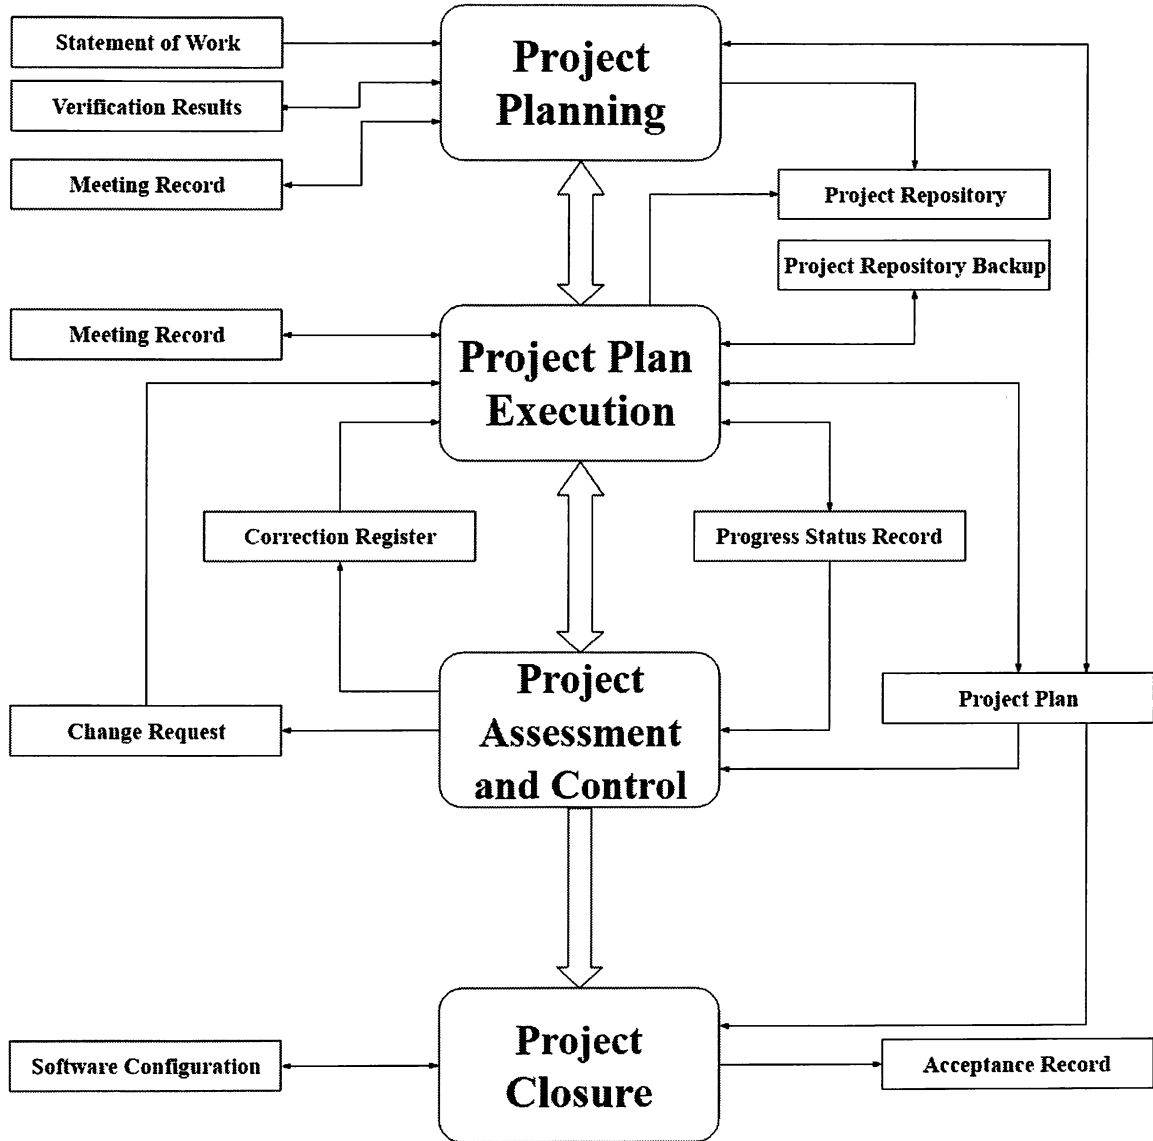 Statement of Work
Project
Planning
Verification Results
Meeting Record
Project Repository
Project Repository Backup
Meeting Record
Project Plan
Execution
Correction Register
Progress Status Record
Project
Assessment
and Control
Project Plan
Change Request
Project
Closure
Software Configuration
Acceptance Record